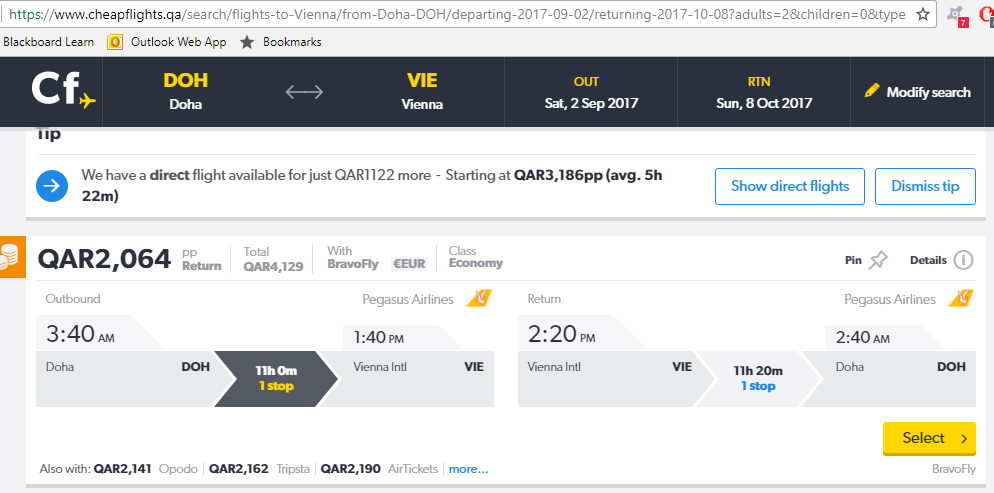 https://www.cheapflights.qa/search/flights-to-Vienna/from-Doha-DOH/departing-2017-09-02/returning-2017-10-08?adults=2&children=0&type
7
Blackboard Learn Outlook Web App Bookmarks
Cf
DOH VIE OUT RTN
Doha Vienna Sat, 2 Sep 2017 Sun, 8 Oct 2017 Modify search
Tip
We have a direct flight available for just QAR1122 more - Starting at QAR3,186pp (avg. 5h
22m)
Show direct flights Dismiss tip
QAR2,064 pp Return Total QAR4,129 With BravoFly €EUR Class Economy Pin Details
Outbound Pegasus Airlines Return Pegasus Airlines
3:40 AM 1:40 PM 2:20 PM 2:40 AM
Doha DOH 11h 0m Vienna Intl VIE Vienna Intl VIE 11h 20m Doha DOH
1 stop 1 stop
Select
Also with: QAR2,141 Opodo QAR2,162 Tripsta QAR2,190 AirTickets more... BravoFly